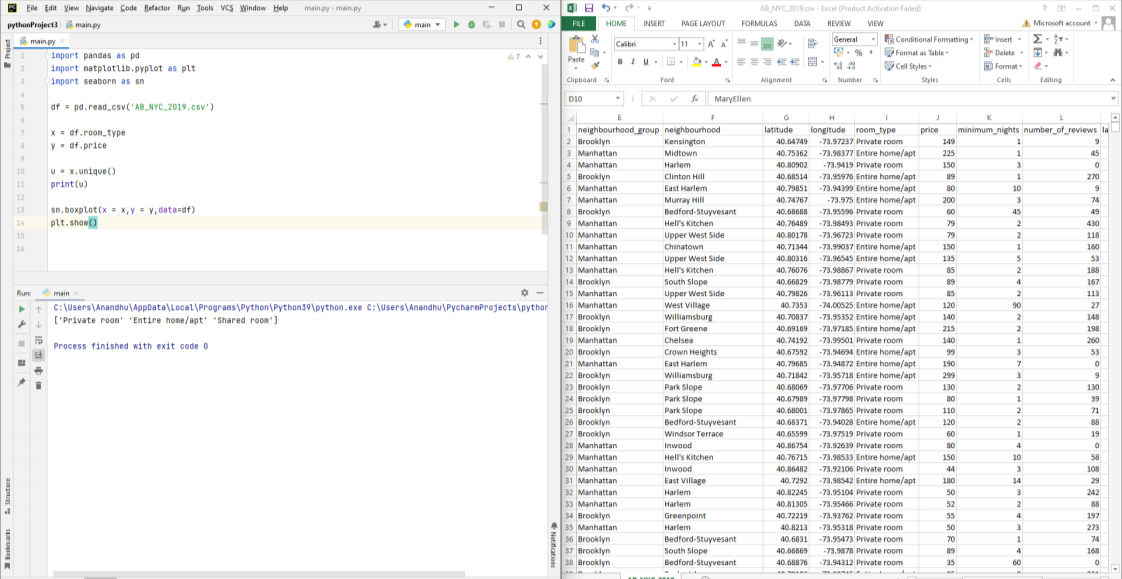 File Edit View Navigate Code Refactor Run Tools VCS Window Help main.py - main.py
pythonProject3 main.py main
Project
main.py
1 import pandas as pd
2 import matplotlib.pyplot as plt
3 import seaborn as sn
4
5 df = pd.read_csv('AB_NYC_2019.csv')
6
7 x = df.room_type
8 y = df.price
9
10 u = x.unique()
11 print(u)
12
13 sn.boxplot(x = x,y = y,data=df)
14 plt.show()
15
16
7
Run: main
C:\Users\Anandhu\AppData\Local\Programs\Python\Python39\python.exe C:\Users\Anandhu\PycharmProjects\python
['Private room' 'Entire home/apt' 'Shared room']
Process finished with exit code 0
Structure
Bookmarks
Notifications
AB_NYC_2019.csv - Excel (Product Activation Failed)
FILE HOME INSERT PAGE LAYOUT FORMULAS DATA REVIEW VIEW Microsoft account
Paste
Calibri 11
B I U
General
Conditional Formatting
Format as Table
Cell Styles
Insert
Delete
Format
Clipboard Font Alignment Number Styles Cells Editing
D10 fx MaryEllen
E F G H I J K L
1 neighbourhood_group neighbourhood latitude longitude room_type price minimum_nights number_of_reviews la
2 Brooklyn Kensington 40.64749 -73.97237 Private room 149 1 9
3 Manhattan Midtown 40.75362 -73.98377 Entire home/apt 225 1 45
4 Manhattan Harlem 40.80902 -73.9419 Private room 150 3 0
5 Brooklyn Clinton Hill 40.68514 -73.95976 Entire home/apt 89 1 270
6 Manhattan East Harlem 40.79851 -73.94399 Entire home/apt 80 10 9
7 Manhattan Murray Hill 40.74767 -73.975 Entire home/apt 200 3 74
8 Brooklyn Bedford-Stuyvesant 40.68688 -73.95596 Private room 60 45 49
9 Manhattan Hell's Kitchen 40.76489 -73.98493 Private room 79 2 430
10 Manhattan Upper West Side 40.80178 -73.96723 Private room 79 2 118
11 Manhattan Chinatown 40.71344 -73.99037 Entire home/apt 150 1 160
12 Manhattan Upper West Side 40.80316 -73.96545 Entire home/apt 135 5 53
13 Manhattan Hell's Kitchen 40.76076 -73.98867 Private room 85 2 188
14 Brooklyn South Slope 40.66829 -73.98779 Private room 89 4 167
15 Manhattan Upper West Side 40.79826 -73.96113 Private room 85 2 113
16 Manhattan West Village 40.7353 -74.00525 Entire home/apt 120 90 27
17 Brooklyn Williamsburg 40.70837 -73.95352 Entire home/apt 140 2 148
18 Brooklyn Fort Greene 40.69169 -73.97185 Entire home/apt 215 2 198
19 Manhattan Chelsea 40.74192 -73.99501 Private room 140 1 260
20 Brooklyn Crown Heights 40.67592 -73.94694 Entire home/apt 99 3 53
21 Manhattan East Harlem 40.79685 -73.94872 Entire home/apt 190 7 0
22 Brooklyn Williamsburg 40.71842 -73.95718 Entire home/apt 299 3 9
23 Brooklyn Park Slope 40.68069 -73.97706 Private room 130 2 130
24 Brooklyn Park Slope 40.67989 -73.97798 Private room 80 1 39
25 Brooklyn Park Slope 40.68001 -73.97865 Private room 110 2 71
26 Brooklyn Bedford-Stuyvesant 40.68371 -73.94028 Entire home/apt 120 2 88
27 Brooklyn Windsor Terrace 40.65599 -73.97519 Private room 60 1 19
28 Manhattan Inwood 40.86754 -73.92639 Private room 80 4 0
29 Manhattan Hell's Kitchen 40.76715 -73.98533 Entire home/apt 150 10 58
30 Manhattan Inwood 40.86482 -73.92106 Private room 44 3 108
31 Manhattan East Village 40.7292 -73.98542 Entire home/apt 180 14 29
32 Manhattan Harlem 40.82245 -73.95104 Private room 50 3 242
33 Manhattan Harlem 40.81305 -73.95466 Private room 52 2 88
34 Brooklyn Greenpoint 40.72219 -73.93762 Private room 55 4 197
35 Manhattan Harlem 40.8213 -73.95318 Private room 50 3 273
36 Brooklyn Bedford-Stuyvesant 40.6831 -73.95473 Private room 70 1 74
37 Brooklyn South Slope 40.66869 -73.9878 Private room 89 4 168
38 Brooklyn Bedford-Stuyvesant 40.68876 -73.94312 Private room 35 60 0